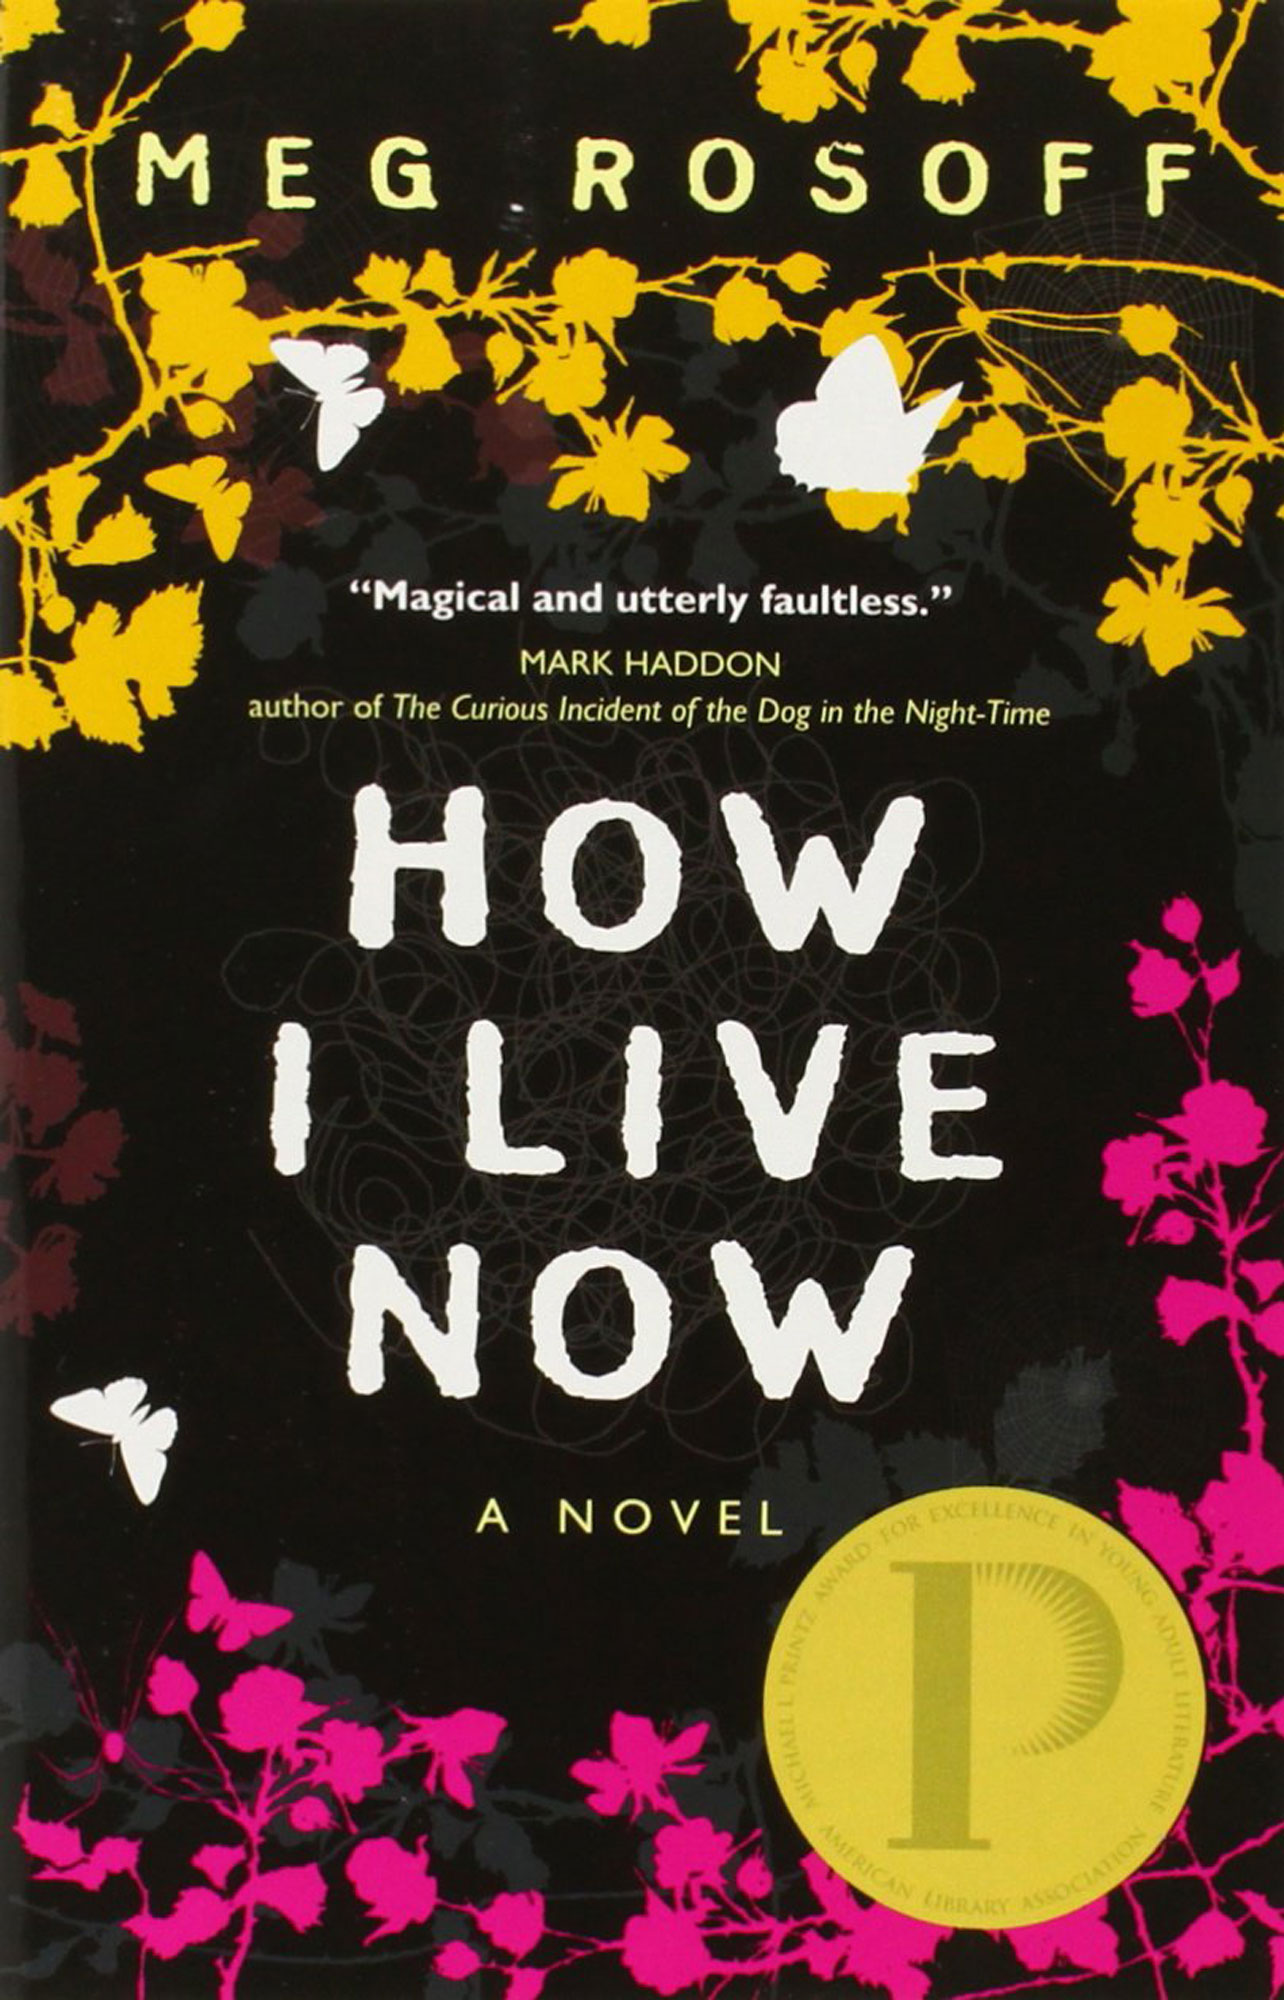 MEG ROSOFF
“Magical and utterly faultless.”
MARK HADDON
author of The Curious Incident of the Dog in the Night-Time
HOW
I LIVE
NOW
A NOVEL
MICHAEL L. PRINTZ AWARD FOR EXCELLENCE IN YOUNG ADULT LITERATURE
P
AMERICAN LIBRARY ASSOCIATION